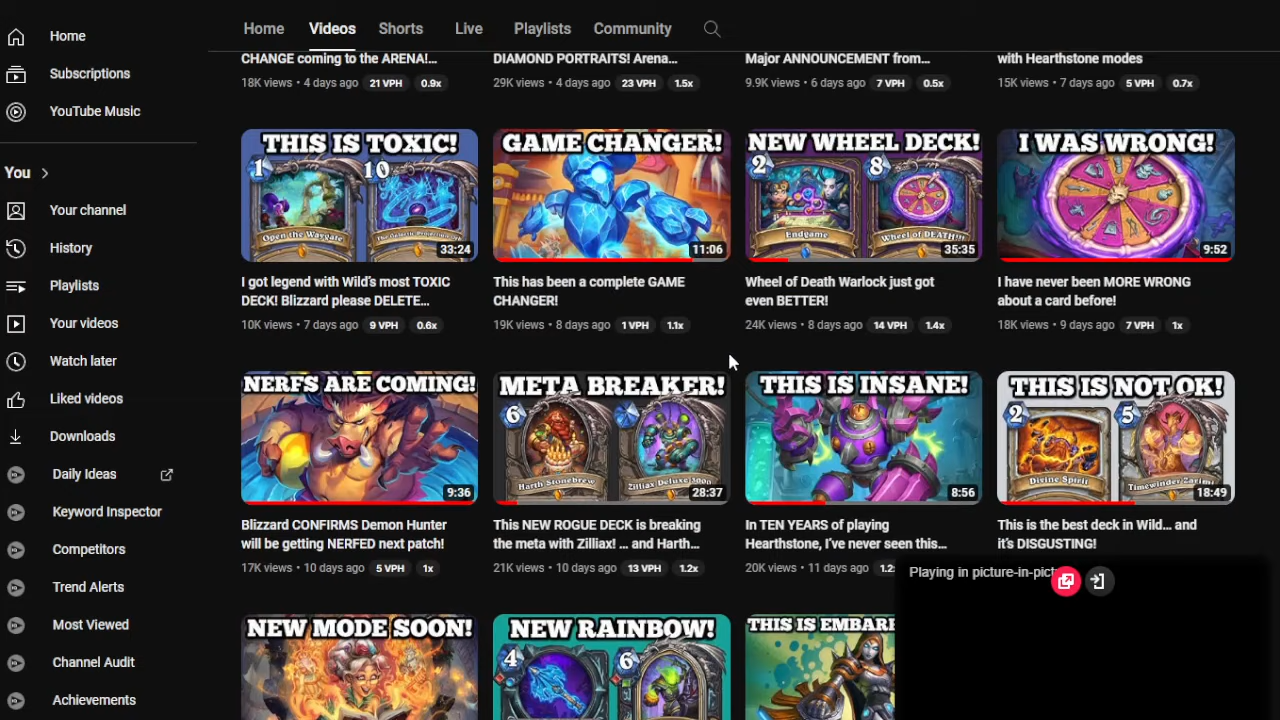 Home
Subscriptions
YouTube Music
You
Your channel
History
Playlists
Your videos
Watch later
Liked videos
Downloads
Daily Ideas
Keyword Inspector
Competitors
Trend Alerts
Most Viewed
Channel Audit
Achievements
Home Videos Shorts Live Playlists Community
CHANGE coming to the ARENA!...
18K views • 4 days ago 21 VPH 0.9x
DIAMOND PORTRAITS! Arena...
29K views • 4 days ago 23 VPH 1.5x
Major ANNOUNCEMENT from...
9.9K views • 6 days ago 7 VPH 0.5x
with Hearthstone modes
15K views • 7 days ago 5 VPH 0.7x
THIS IS TOXIC!
1 10
Open the Waygate
33:24
I got legend with Wild's most TOXIC
DECK! Blizzard please DELETE...
10K views • 7 days ago 9 VPH 0.6x
GAME CHANGER!
11:06
This has been a complete GAME
CHANGER!
19K views • 8 days ago 1 VPH 1.1x
NEW WHEEL DECK!
2 8
Endgame Wheel of DEATH!!!
35:35
Wheel of Death Warlock just got
even BETTER!
24K views • 8 days ago 14 VPH 1.4x
I WAS WRONG!
9:52
I have never been MORE WRONG
about a card before!
18K views • 9 days ago 7 VPH 1x
NERFS ARE COMING!
9:36
Blizzard CONFIRMS Demon Hunter
will be getting NERFED next patch!
17K views • 10 days ago 5 VPH 1x
META BREAKER!
6
Harth Stonebrew Zilliax Deluxe 3000
28:37
This NEW ROGUE DECK is breaking
the meta with Zilliax! ... and Harth...
21K views • 10 days ago 13 VPH 1.2x
THIS IS INSANE!
8:56
In TEN YEARS of playing
Hearthstone, I've never seen this...
20K views • 11 days ago 1.2
THIS IS NOT OK!
2 5
Divine Spirit Timewinder Zarimi
18:49
This is the best deck in Wild... and
it's DISGUSTING!
Playing in picture-in-pict
NEW MODE SOON!
NEW RAINBOW!
4 6
THIS IS EMBARE